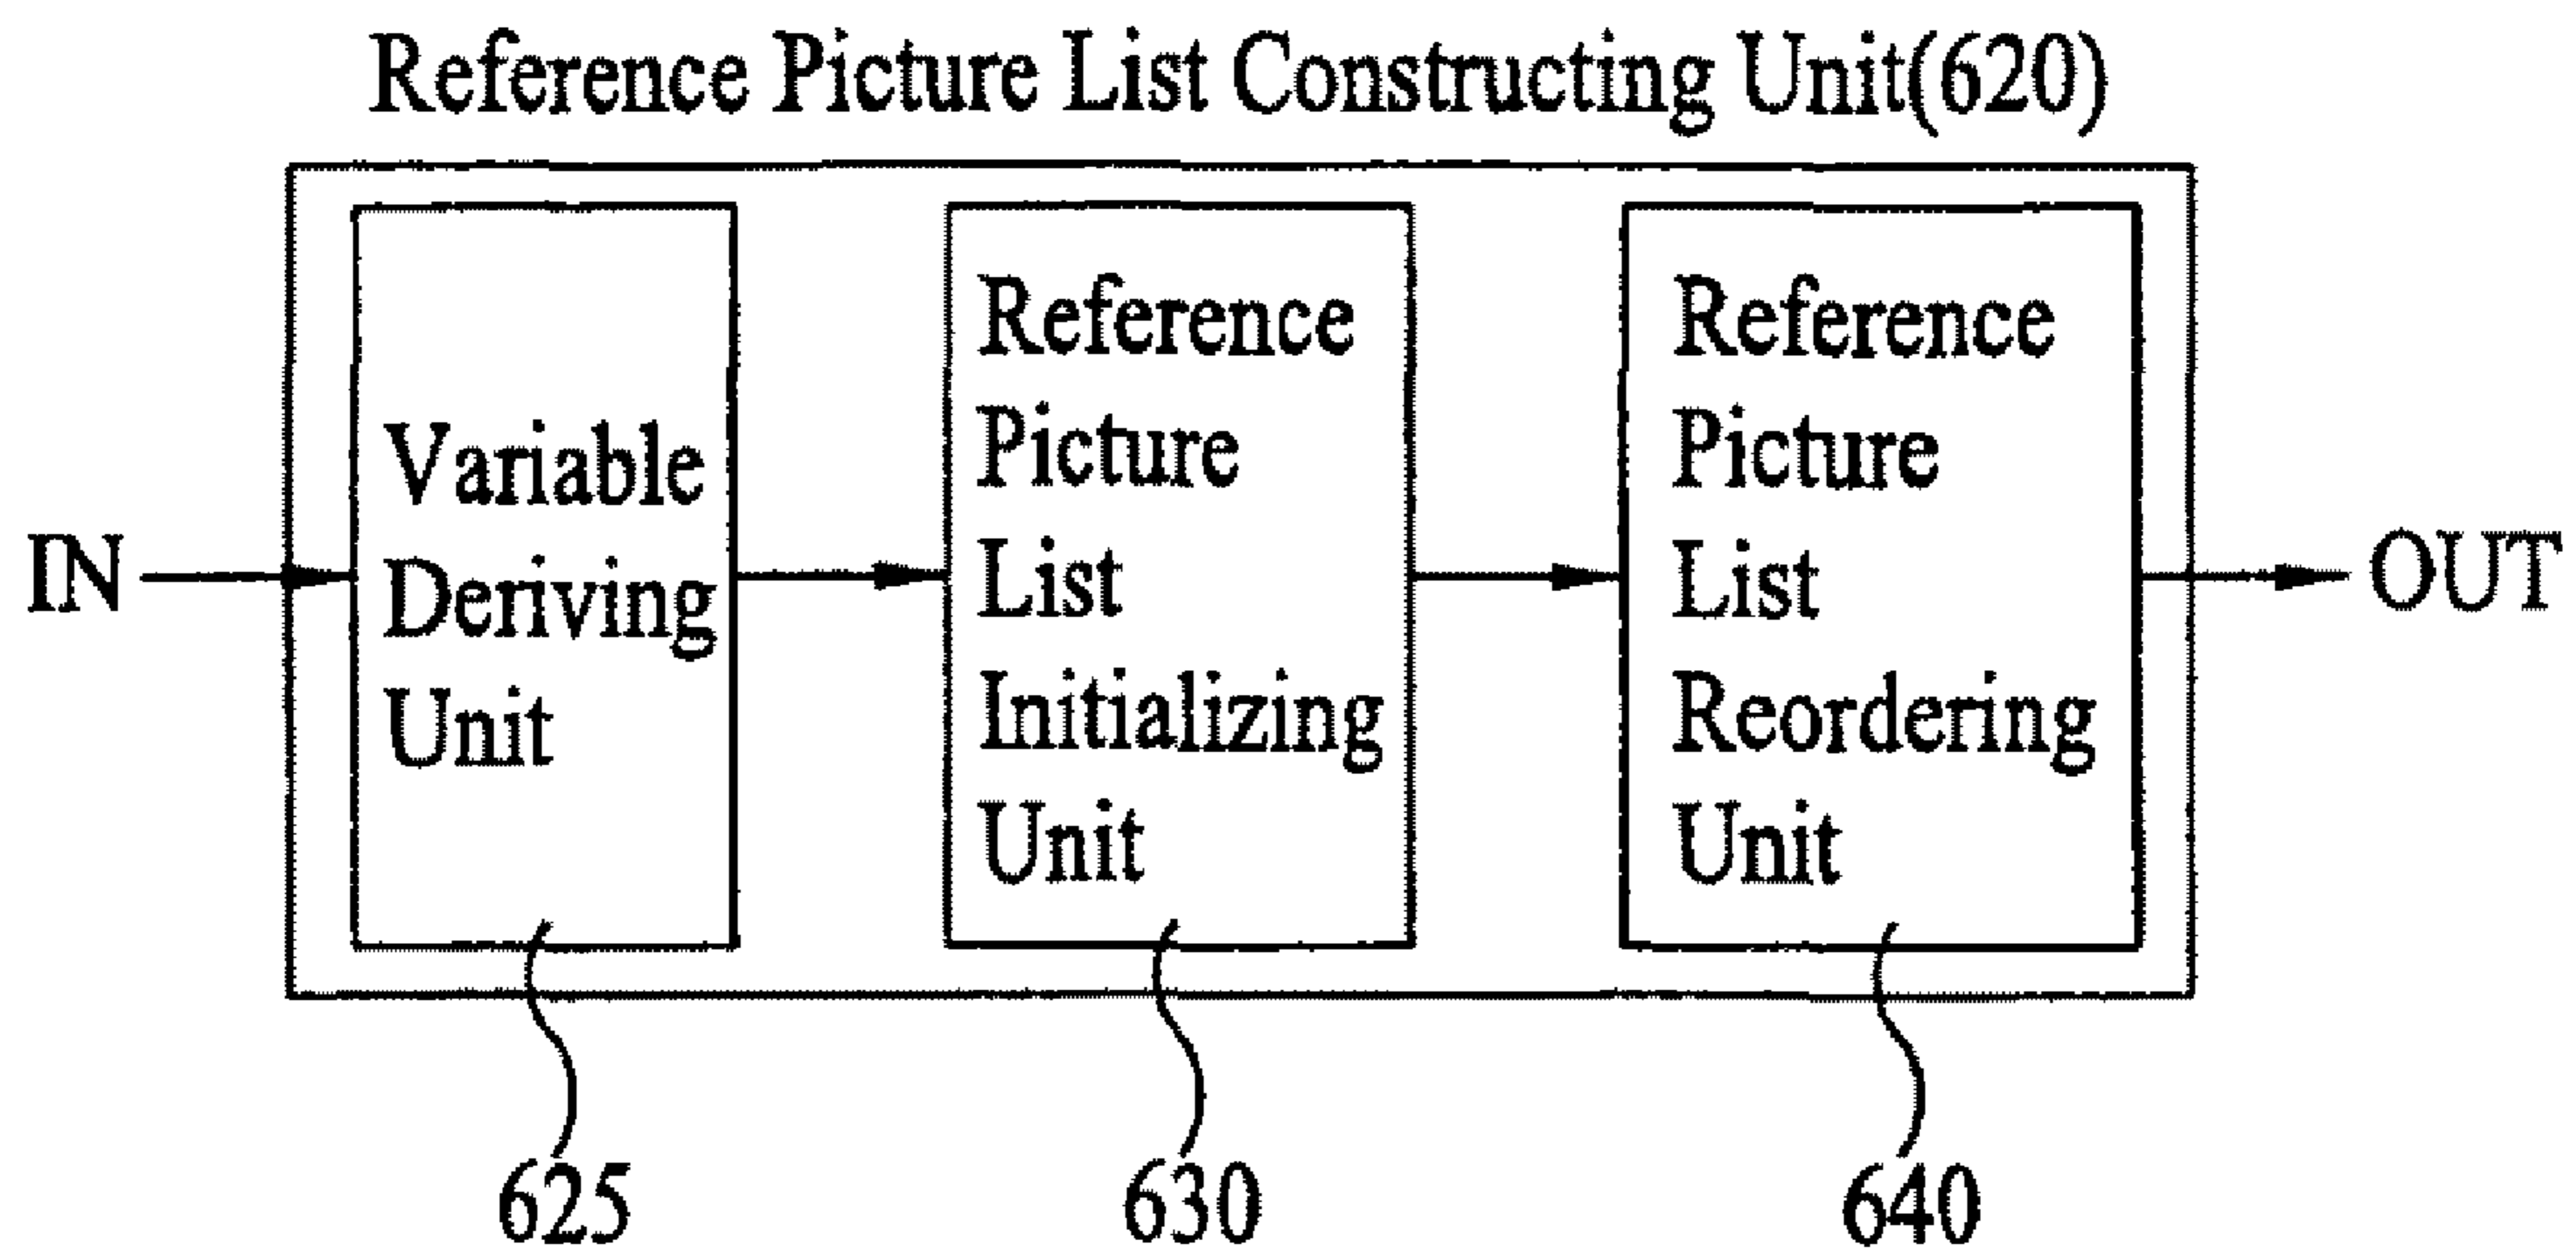 Reference Picture List Constructing Unit(620)
IN
Variable
Deriving
Unit
Reference
Picture
List
Initializing
Unit
Reference
Picture
List
Reordering
Unit
OUT
625
630
640